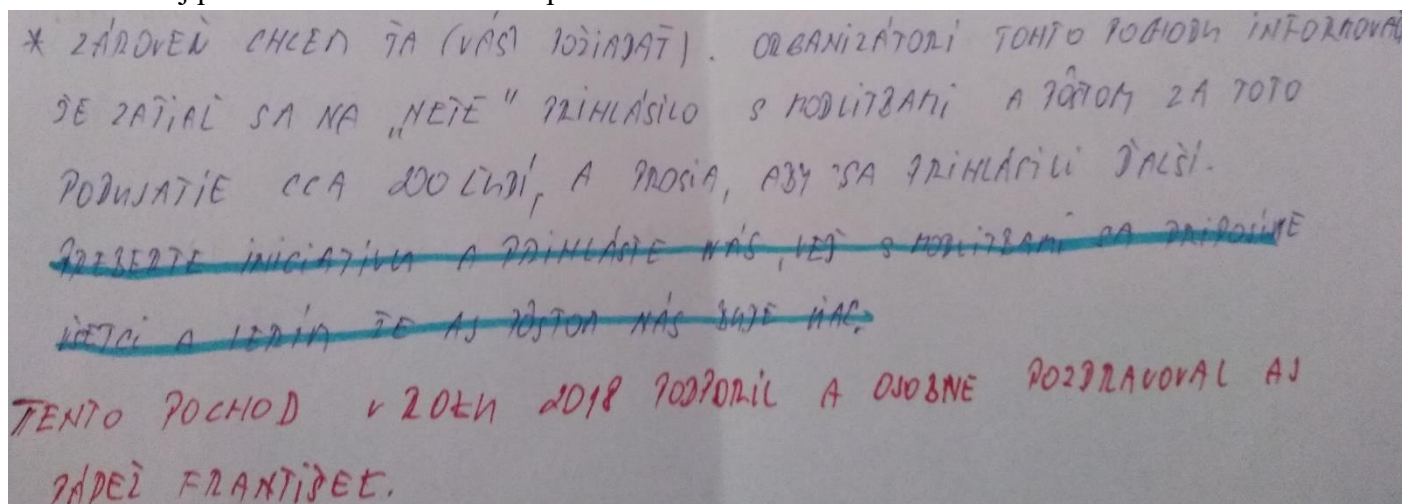 * ZÁROVEŇ CHCEM ŤA (VÁS) POŽIADAŤ). ORGANIZÁTORI TOHTO POCHODU INFORMOVALI
ŽE ZATIAĽ SA NA „NETE" PRIHLÁSILO S MODLITBAMI A PÔSTOM ZA TOTO
PODUJATIE CCA 200 ĽUDÍ, A PROSIA, ABY SA PRIHLÁSILI ĎALŠÍ.
PREBERTE INICIATÍVU A PRIHLÁSTE NÁS, VEĎ S MODLITBAMI SA PRIPOJÍME
VŠETCI A VERÍM ŽE AJ PÔSTOM NÁS BUDE VIAC.
TENTO POCHOD V ROKU 2018 PODPORIL A OSOBNE POZDRAVOVAL AJ
PÁPEŽ FRANTIŠEK.